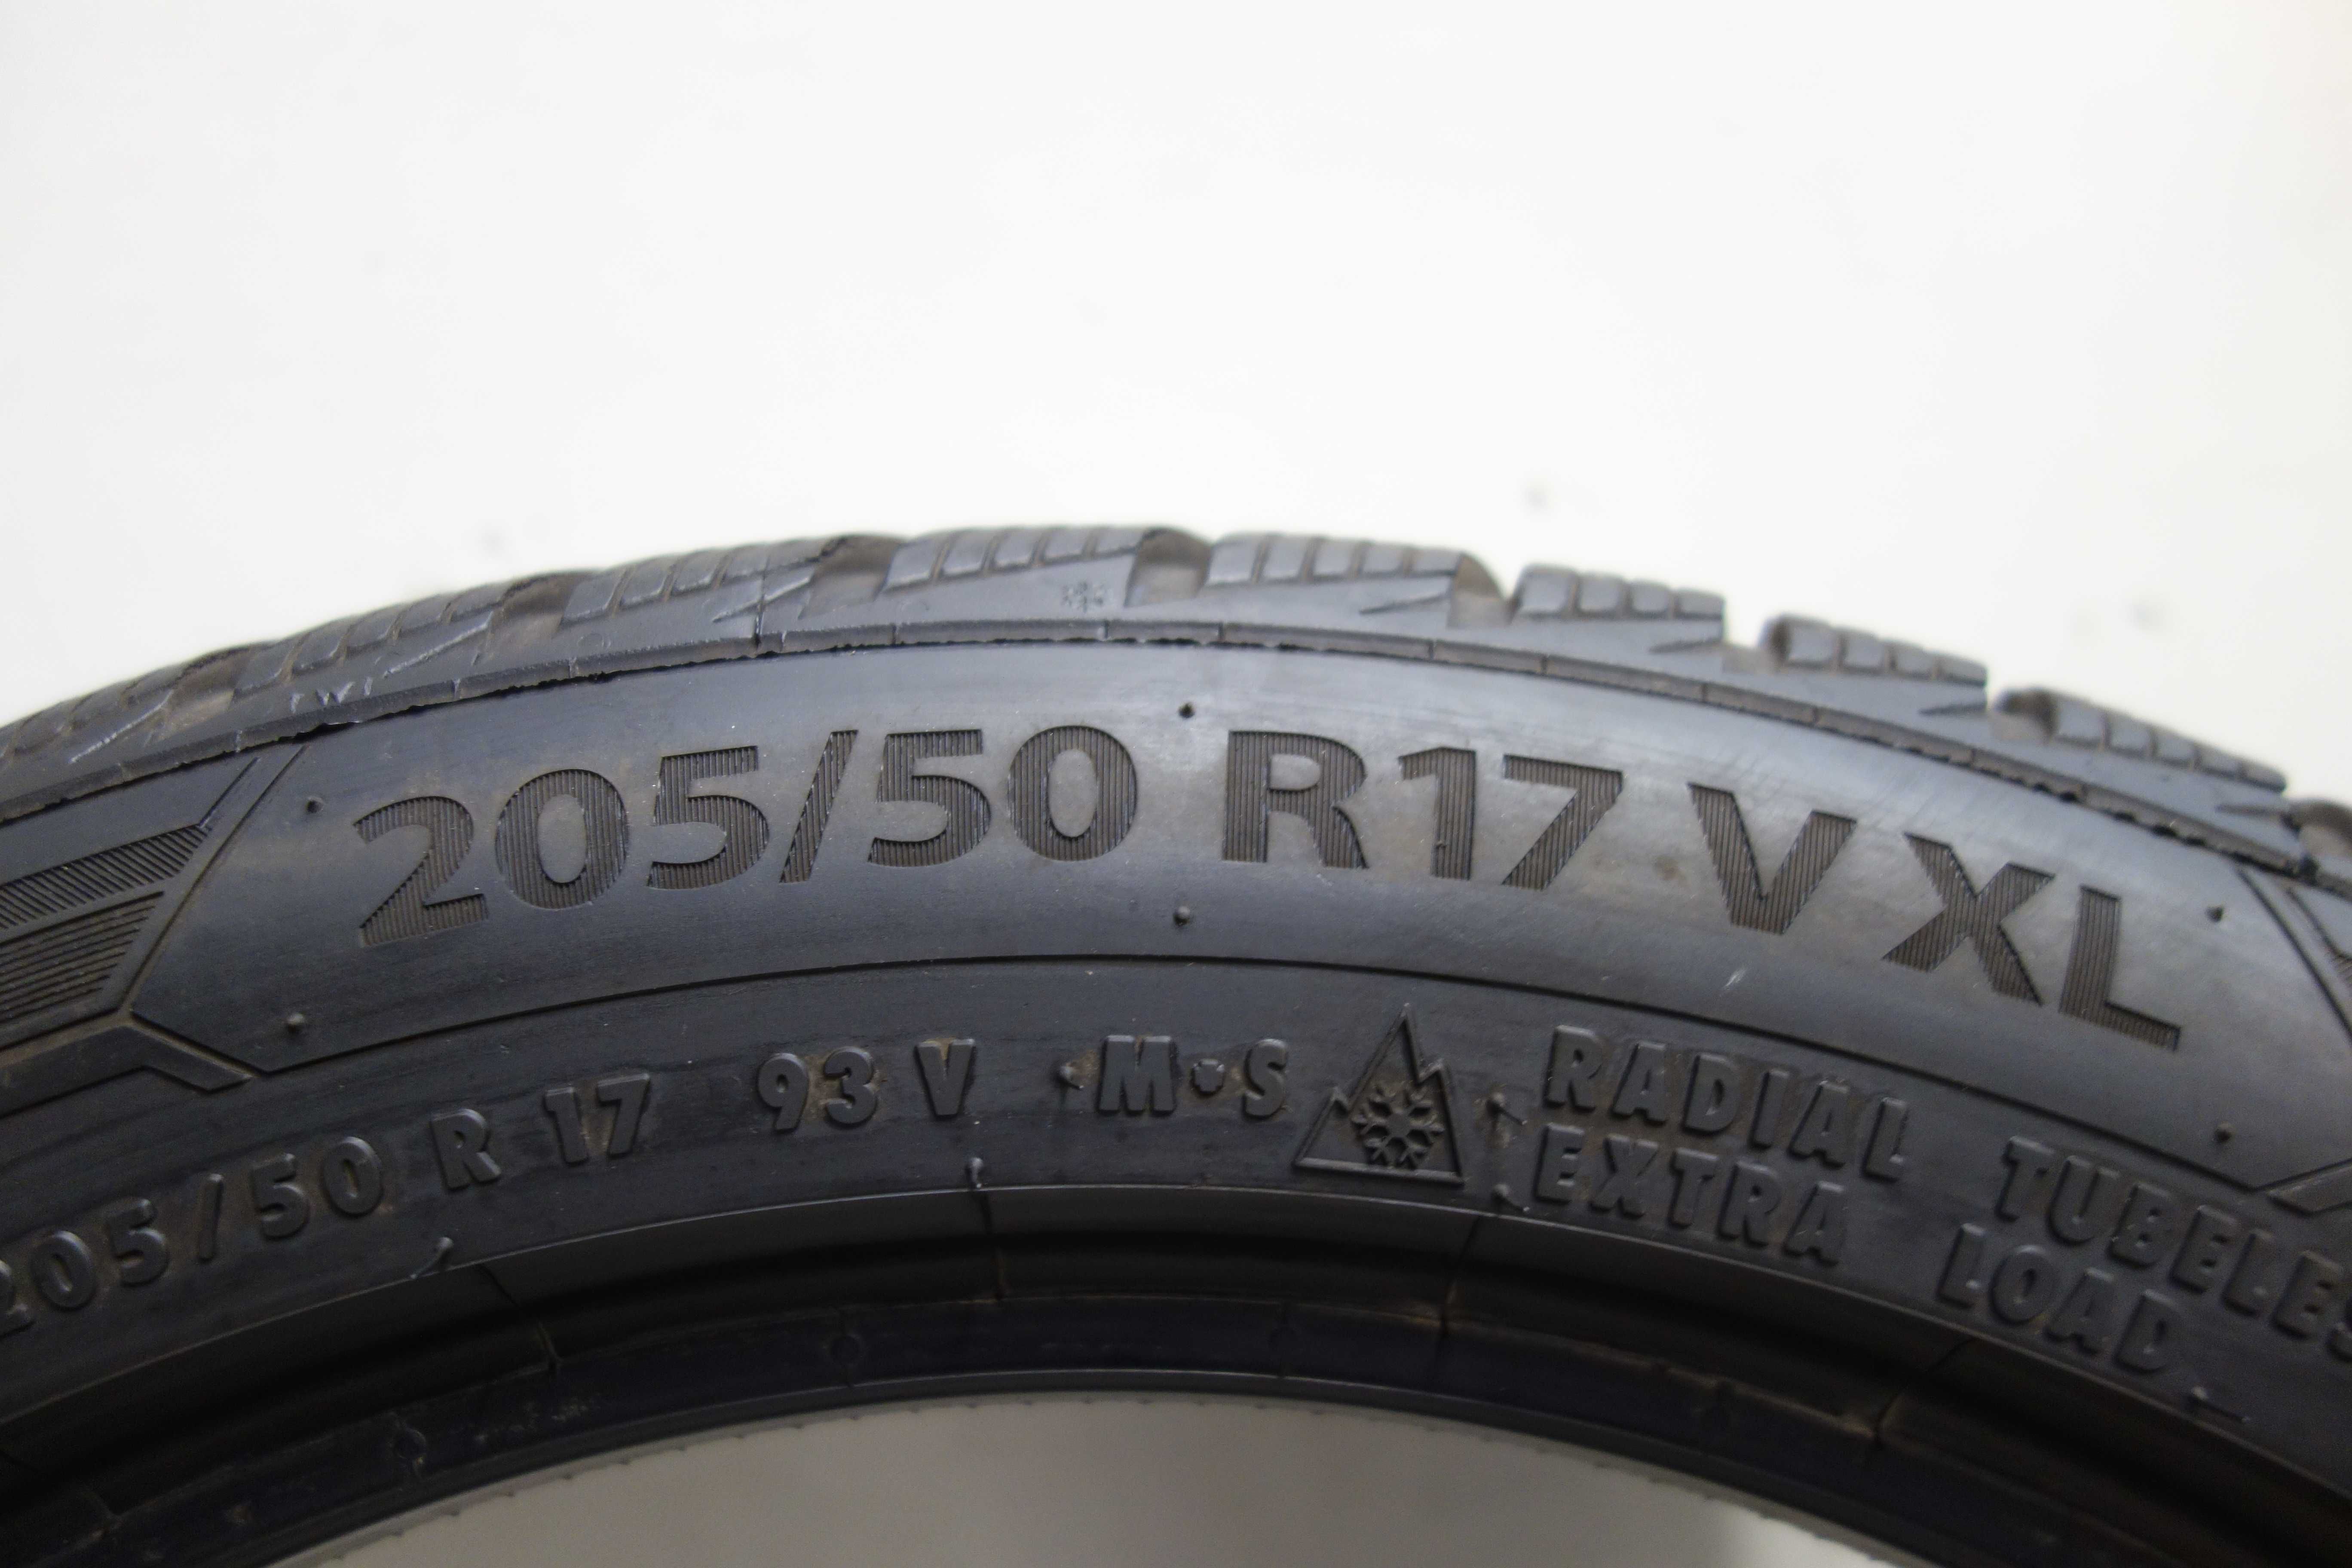 205/50 R17 V XL
205/50 R 17 93 V M+S RADIAL TUBELES
EXTRA LOAD